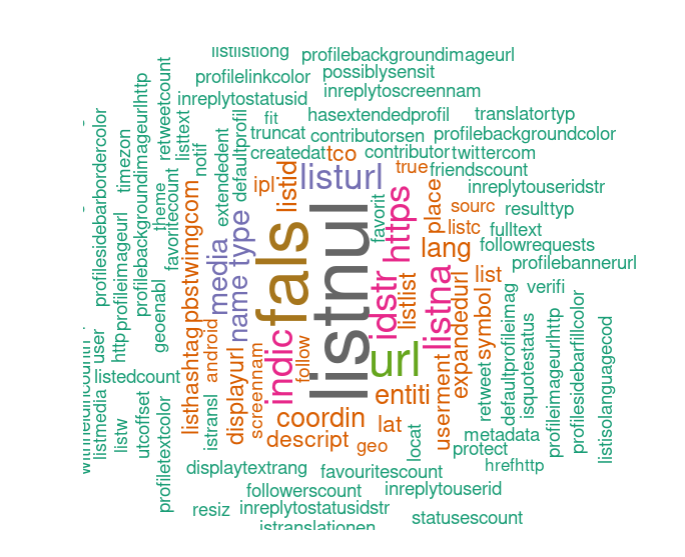 listlistlong
profilebackgroundimageurl
profilelinkcolor
possiblysensit
inreplytostatusid
inreplytoscreennam
fit
hasextendedprofil
translatortyp
truncat
contributorsen
profilebackgroundcolor
createdat
tco
contributor
twittercom
true
friendscount
ipl
listid
listurl
inreplytouseridstr
place
sourc
resulttyp
favorit
https
listc
fulltext
lang
followrequests
profilebannerurl
profilesidebarbordercolor
timezon
profilebackgroundimageurlhttp
retweetcount
listtext
notif
theme
favoritecount
extendedent
defaultprofil
pbstwimgcom
media
type
name
fals
listnul
idstr
listlist
listna
expandedurl
list
symbol
verifi
profileimageurl
http
geoenabl
user
listedcount
listhashtag
android
displayurl
screennam
indic
follow
url
entiti
userment
retweet
defaultprofileimag
isquotestatus
profileimageurlhttp
profilesidebarfillcolor
listisolanguagecod
listmedia
listw
utcoffset
profiletextcolor
istransl
coordin
descript
lat
geo
locat
metadata
protect
hrefhttp
displaytextrang
favouritescount
followerscount
inreplytouserid
resiz
inreplytostatusidstr
statusescount
istranslationen